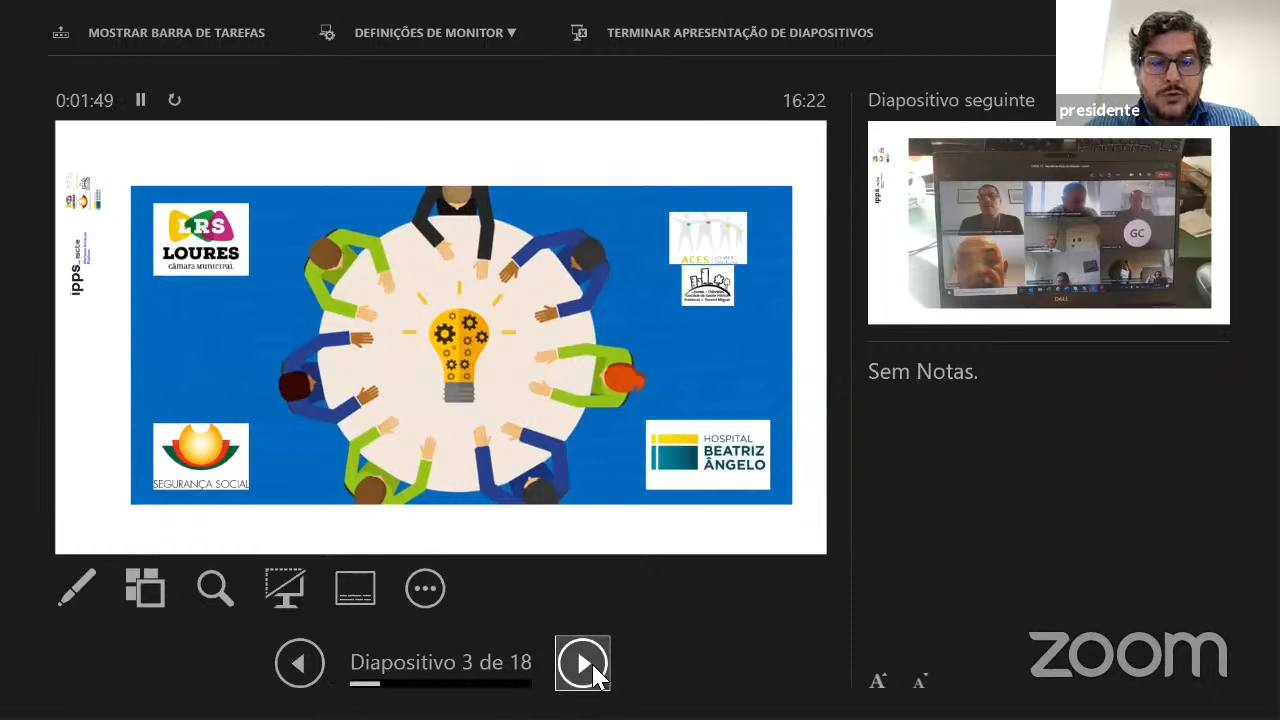 MOSTRAR BARRA DE TAREFAS
DEFINIÇÕES DE MONITOR ▼
TERMINAR APRESENTAÇÃO DE DIAPOSITIVOS
presidente
0:01:49
16:22
Diapositivo seguinte
ipps_iscte
LRS
LOURES
CÂMARA MUNICIPAL
ACES
SEGURANÇA SOCIAL
HOSPITAL
BEATRIZ
ÂNGELO
ipps
GC
DELL
Sem Notas.
Diapositivo 3 de 18
A A
zoom